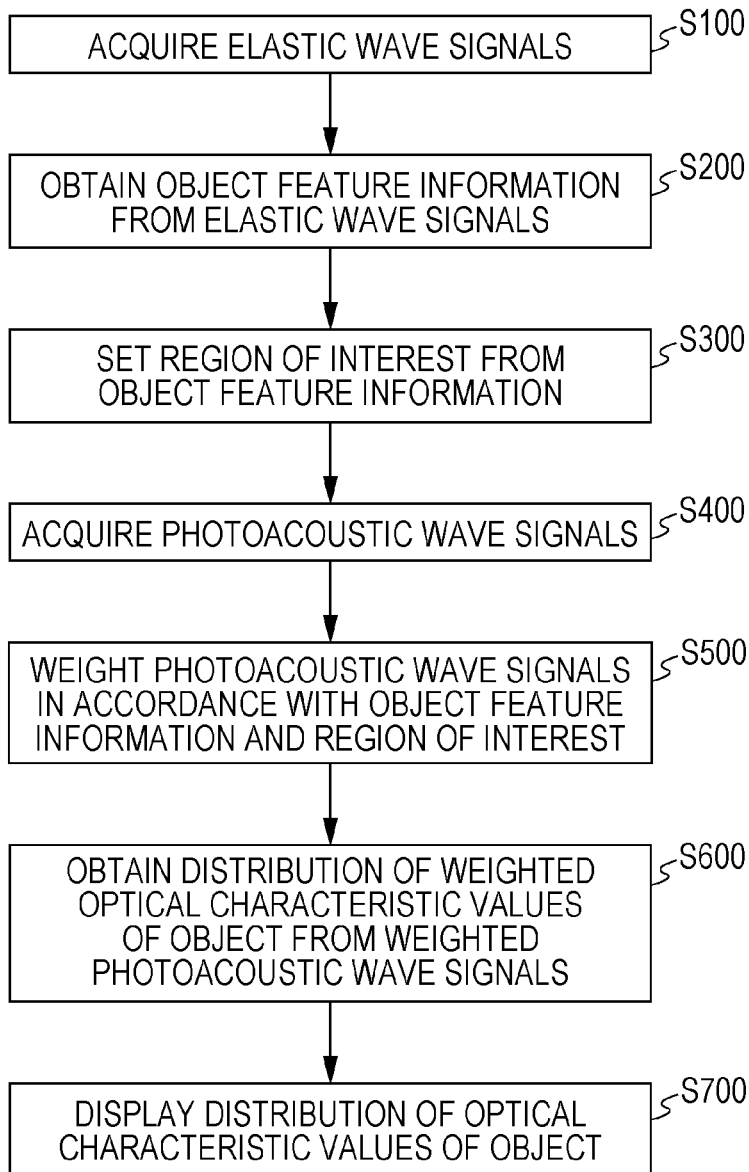 S100
ACQUIRE ELASTIC WAVE SIGNALS
S200
OBTAIN OBJECT FEATURE INFORMATION
FROM ELASTIC WAVE SIGNALS
S300
SET REGION OF INTEREST FROM
OBJECT FEATURE INFORMATION
S400
ACQUIRE PHOTOACOUSTIC WAVE SIGNALS
S500
WEIGHT PHOTOACOUSTIC WAVE SIGNALS
IN ACCORDANCE WITH OBJECT FEATURE
INFORMATION AND REGION OF INTEREST
S600
OBTAIN DISTRIBUTION OF WEIGHTED
OPTICAL CHARACTERISTIC VALUES
OF OBJECT FROM WEIGHTED
PHOTOACOUSTIC WAVE SIGNALS
S700
DISPLAY DISTRIBUTION OF OPTICAL
CHARACTERISTIC VALUES OF OBJECT